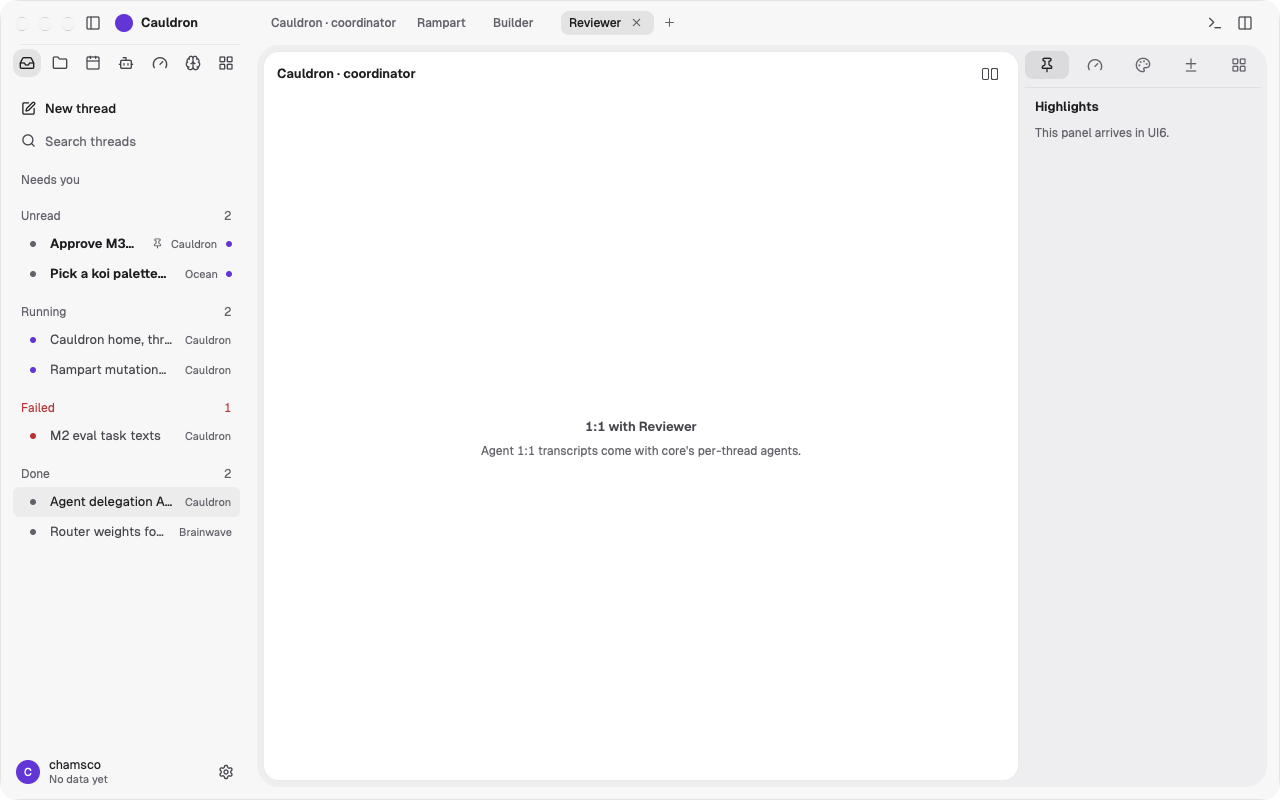 Cauldron
Cauldron · coordinator
Rampart
Builder
Reviewer
New thread
Search threads
Needs you
Unread 2
Approve M3... Cauldron
Pick a koi palette... Ocean
Running 2
Cauldron home, thr... Cauldron
Rampart mutation... Cauldron
Failed 1
M2 eval task texts Cauldron
Done 2
Agent delegation A... Cauldron
Router weights fo... Brainwave
C
chamsco
No data yet
Cauldron · coordinator
1:1 with Reviewer
Agent 1:1 transcripts come with core's per-thread agents.
Highlights
This panel arrives in UI6.